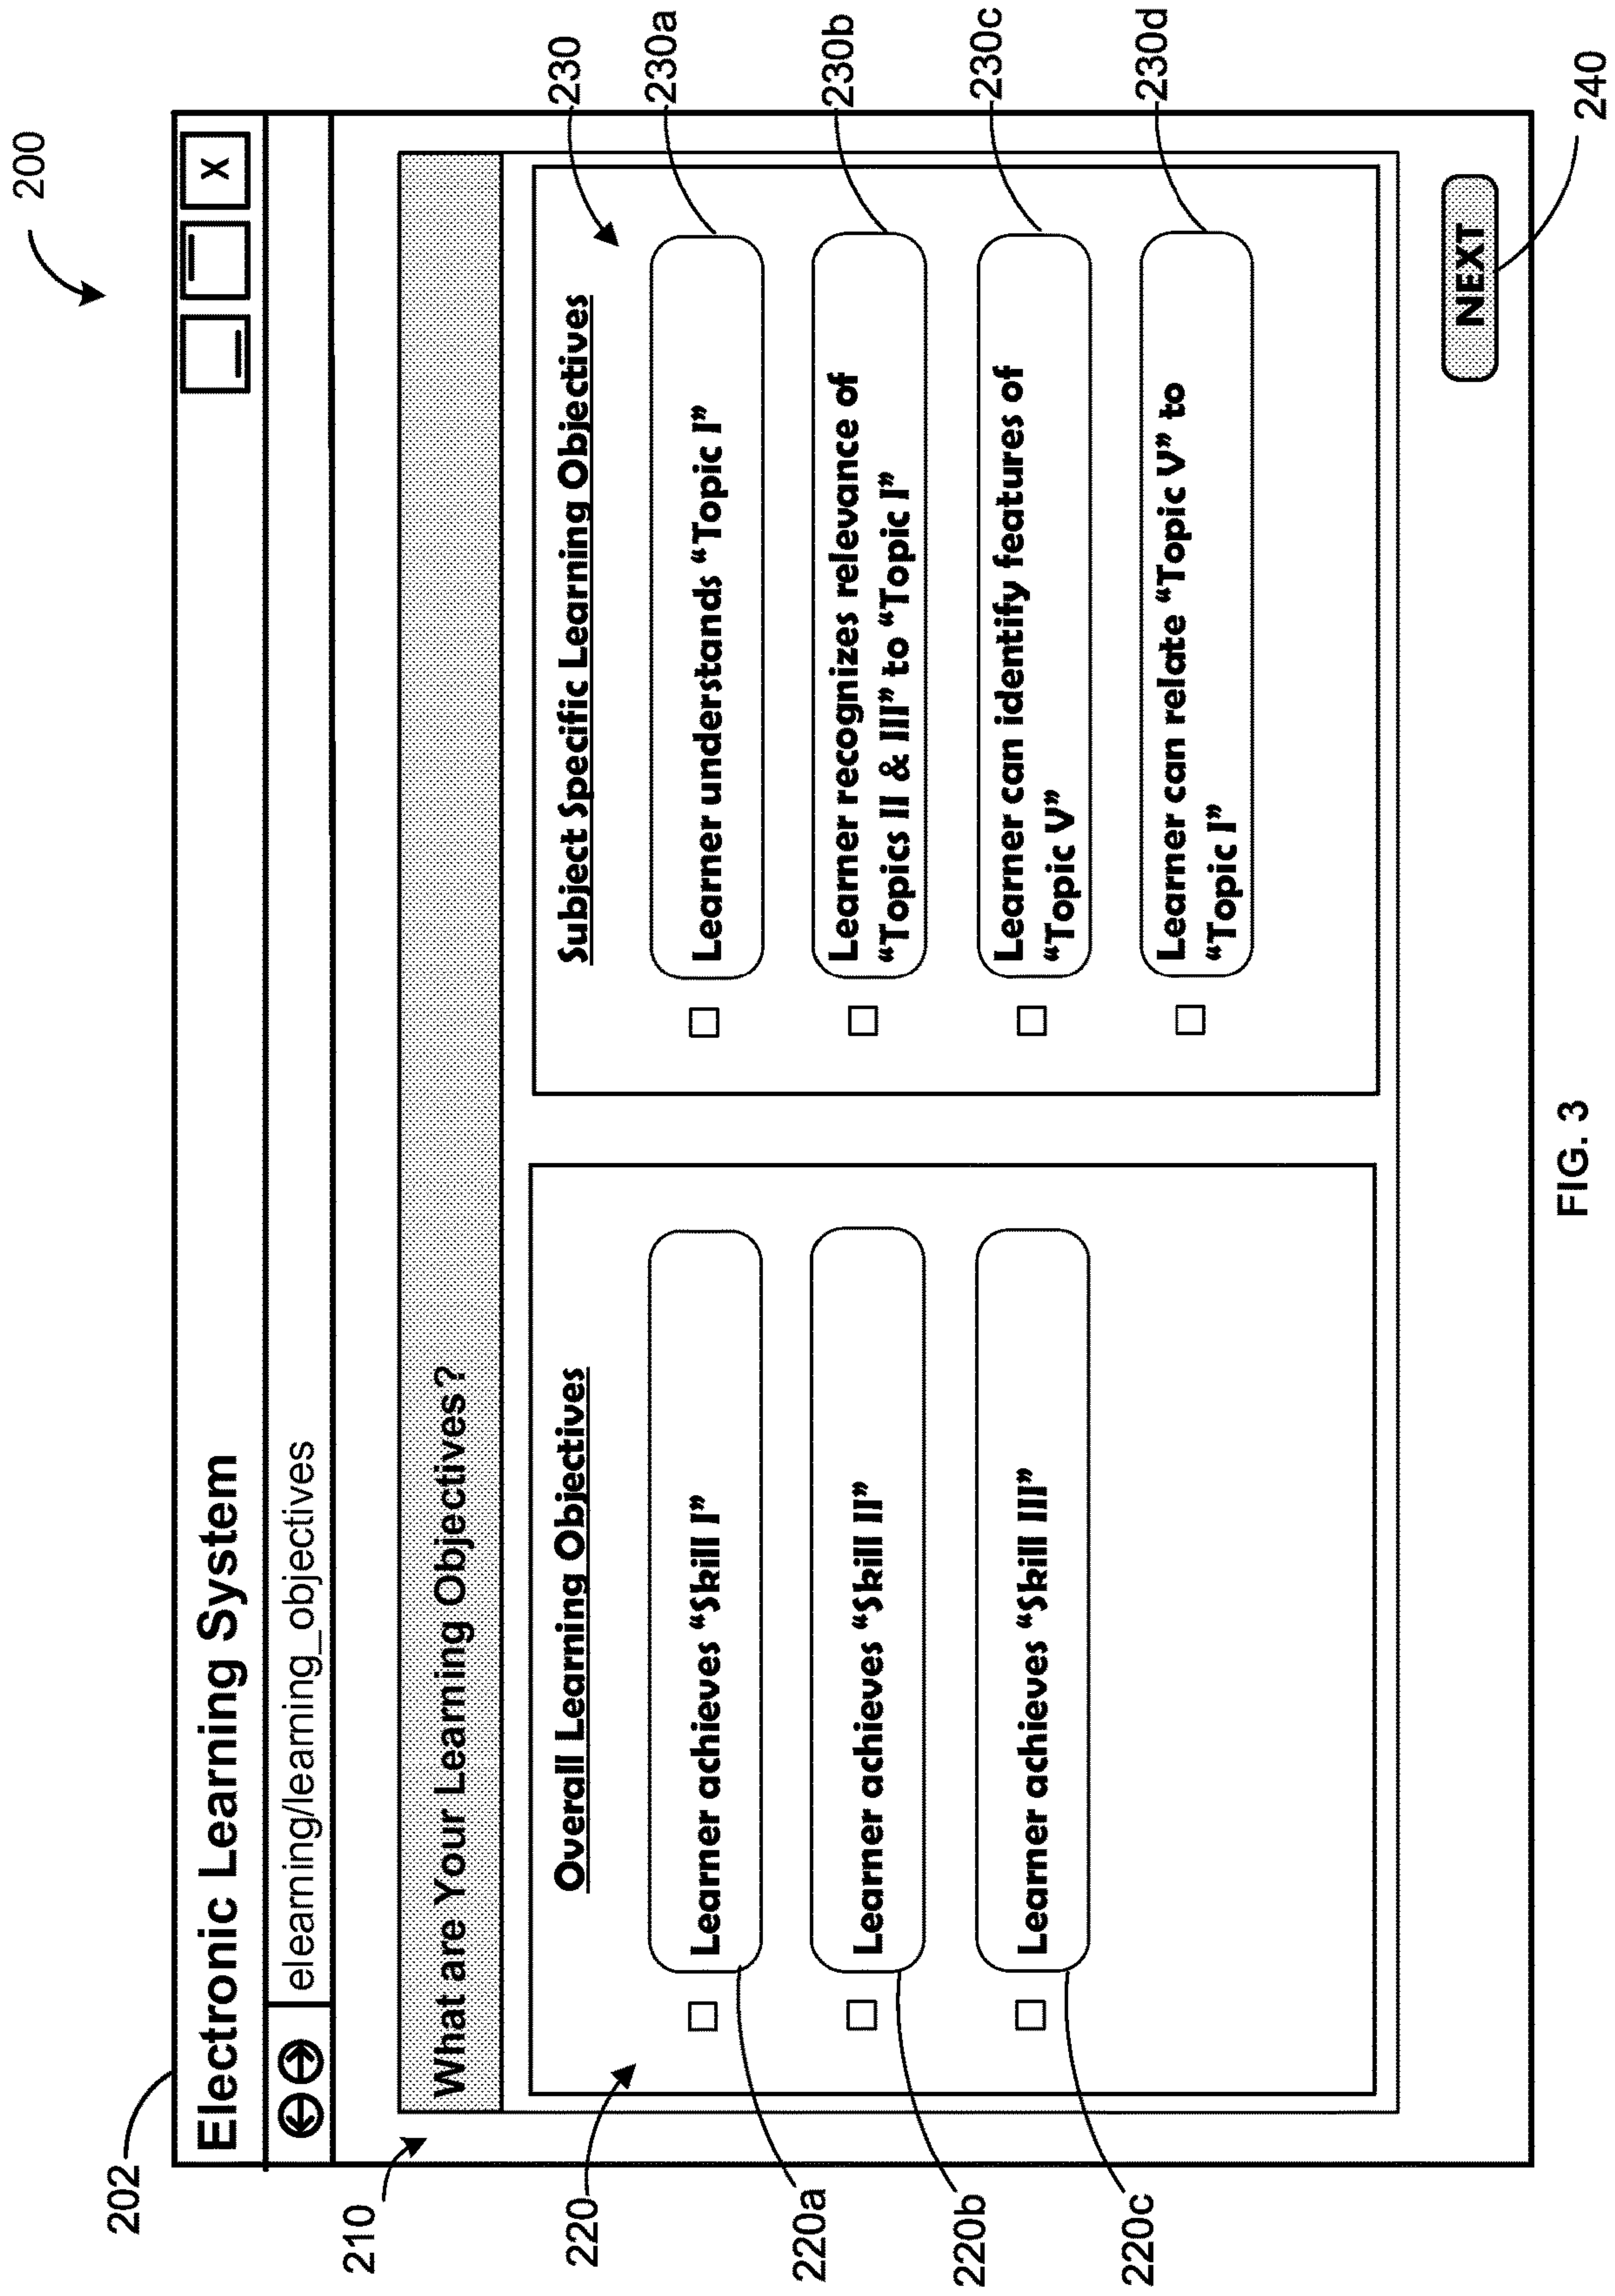 200
202
Electronic Learning System
X
elearning/learning_objectives
210
What are Your Learning Objectives?
220
Overall Learning Objectives
Learner achieves “Skill I”
220a
Learner achieves “Skill II”
220b
Learner achieves “Skill III”
220c
230
Subject Specific Learning Objectives
Learner understands “Topic I”
230a
Learner recognizes relevance of
“Topics II & III” to “Topic I”
230b
Learner can identify features of
“Topic V”
230c
Learner can relate “Topic V” to
“Topic I”
230d
NEXT
240
FIG. 3